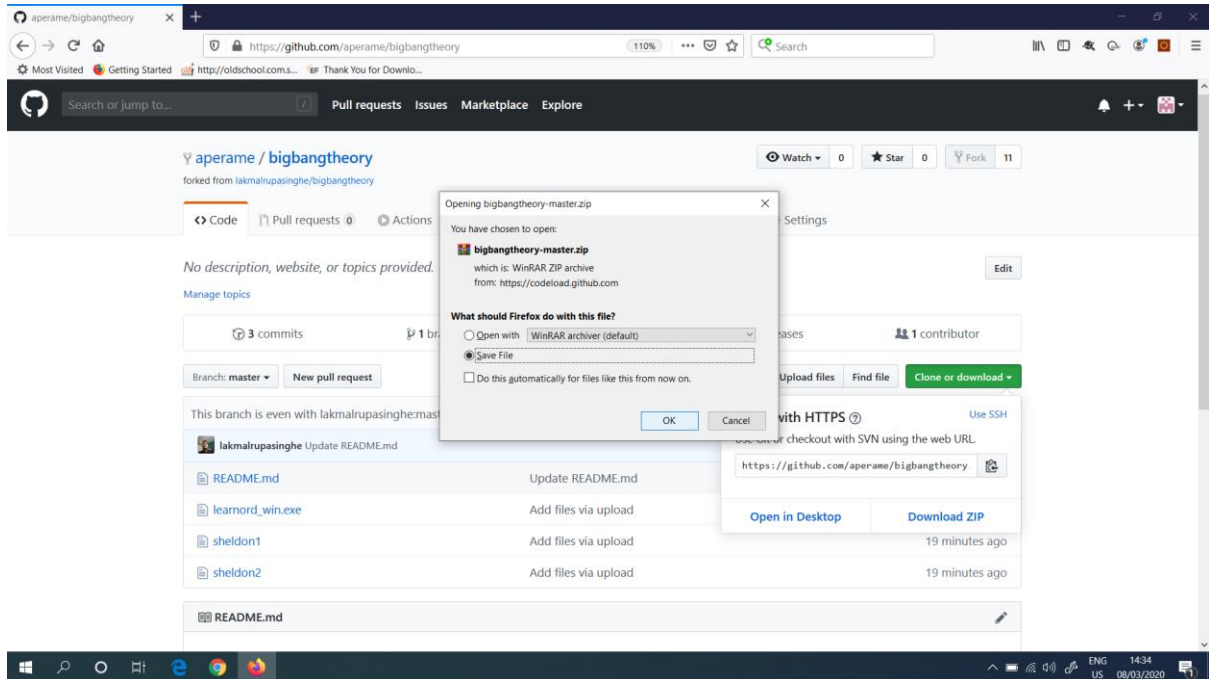 aperame/bigbangtheory
https://github.com/aperame/bigbangtheory 110% Search
Most Visited Getting Started http://oldschool.com.s... Thank You for Downlo...
Search or jump to... / Pull requests Issues Marketplace Explore
aperame / bigbangtheory Watch 0 Star 0 Fork 11
forked from lakmalrupasinghe/bigbangtheory
Code Pull requests 0 Actions Settings
Opening bigbangtheory-master.zip
You have chosen to open:
bigbangtheory-master.zip
which is: WinRAR ZIP archive
from: https://codeload.github.com
What should Firefox do with this file?
Open with WinRAR archiver (default)
Save File
Do this automatically for files like this from now on.
OK Cancel
No description, website, or topics provided. Edit
Manage topics
3 commits 1 contributor
Branch: master New pull request Upload files Find file Clone or download
This branch is even with
lakmalrupasinghe Update README.md
with HTTPS Use SSH
or checkout with SVN using the web URL.
https://github.com/aperame/bigbangtheory
Open in Desktop Download ZIP
README.md Update README.md
learnord_win.exe Add files via upload
sheldon1 Add files via upload 19 minutes ago
sheldon2 Add files via upload 19 minutes ago
README.md
ENG 14:34
US 08/03/2020